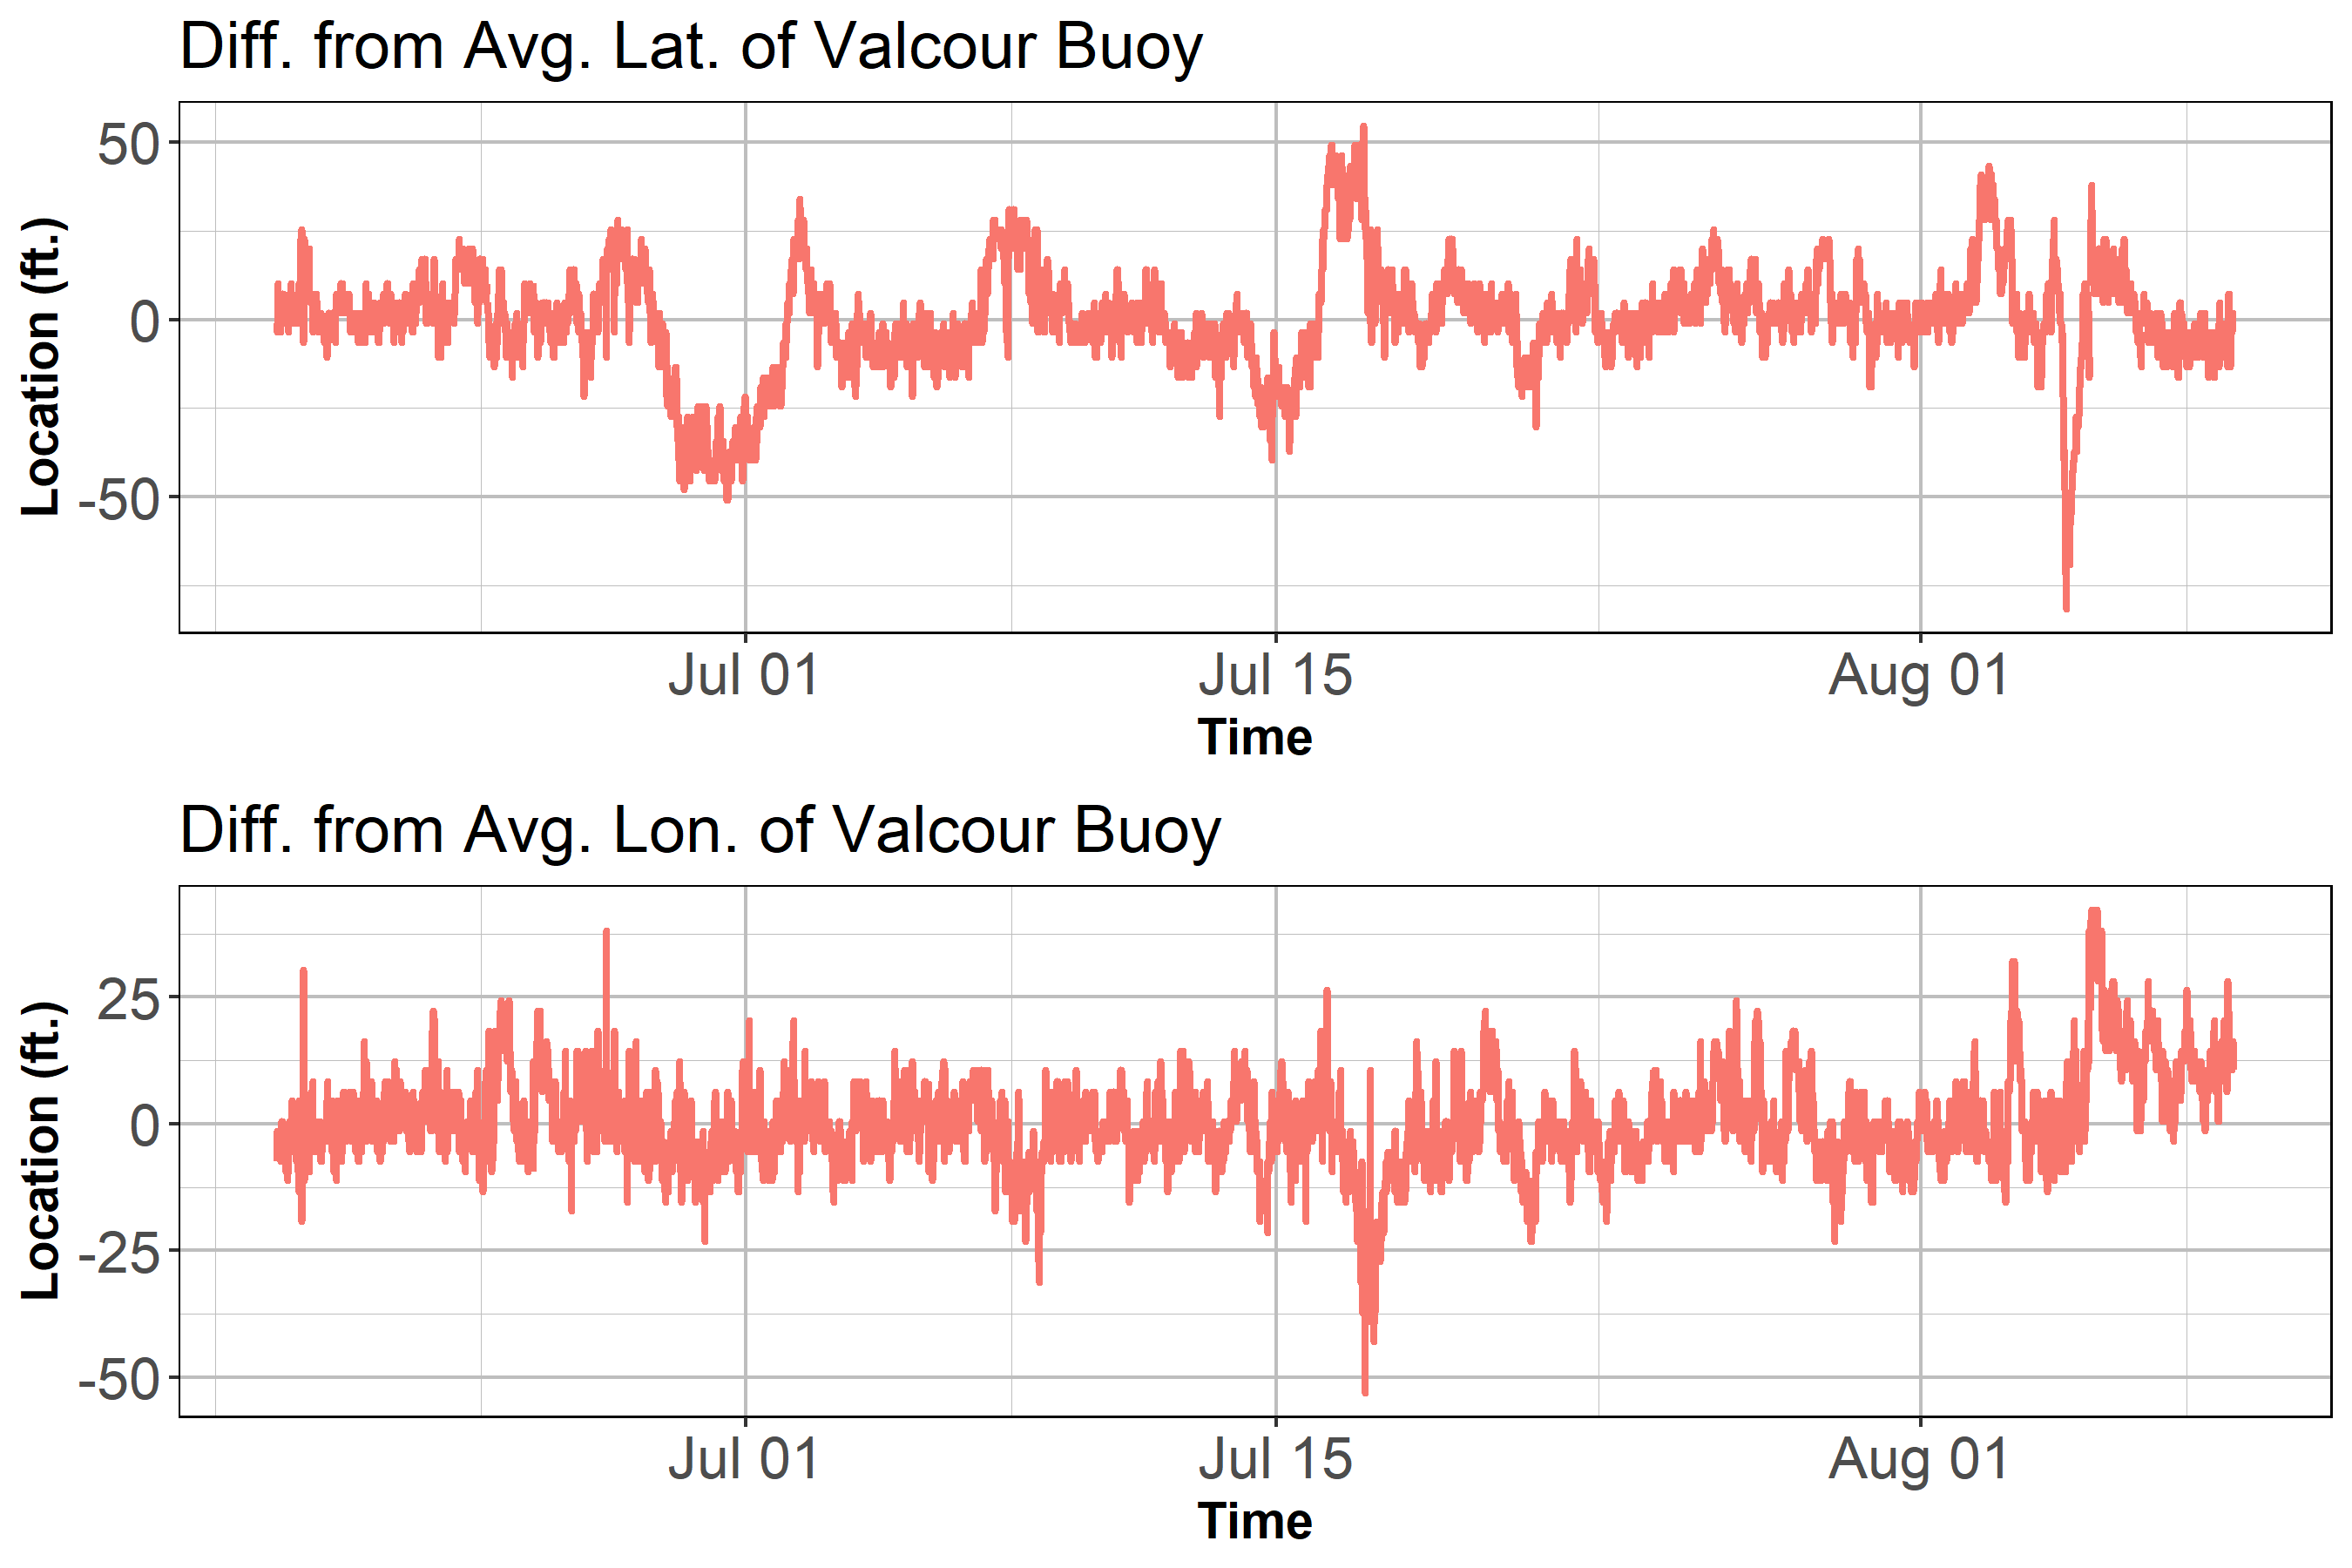 Diff. from Avg. Lat. of Valcour Buoy
Location (ft.)
50
0
-50
Jul 01
Jul 15
Aug 01
Time
Diff. from Avg. Lon. of Valcour Buoy
Location (ft.)
25
0
-25
-50
Jul 01
Jul 15
Aug 01
Time